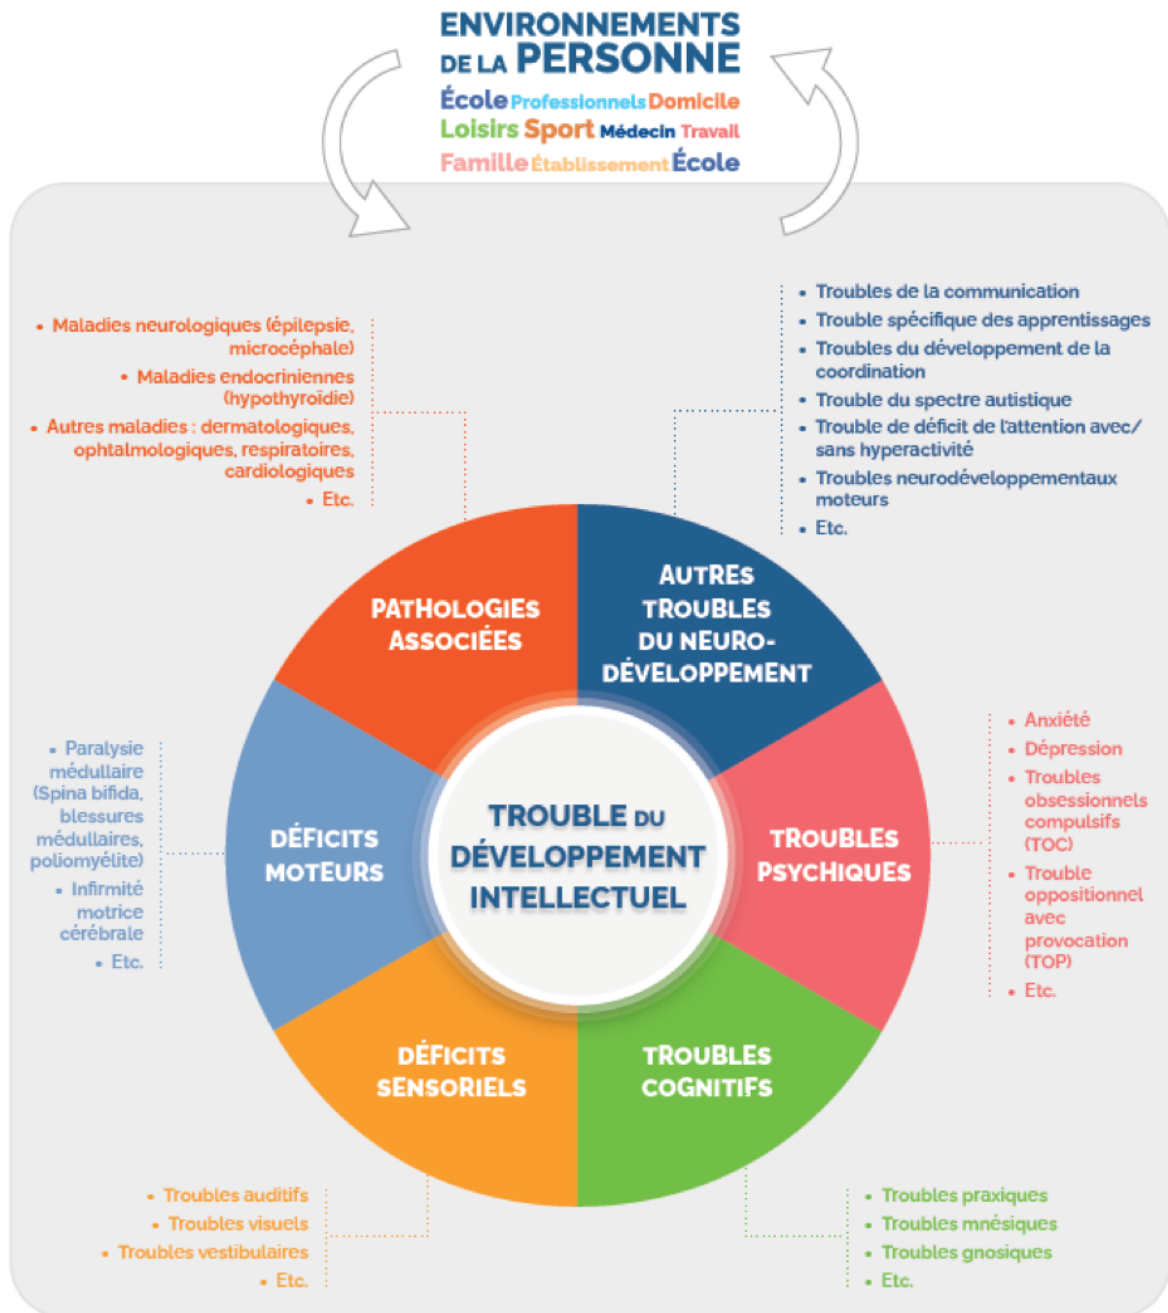 ENVIRONNEMENTS
DE LA PERSONNE
École Professionnels Domicile
Loisirs Sport Médecin Travail
Famille Établissement École
• Maladies neurologiques (épilepsie,
microcéphale)
• Maladies endocriniennes
(hypothyroïdie)
• Autres maladies : dermatologiques,
ophtalmologiques, respiratoires,
cardiologiques
• Etc.
• Troubles de la communication
• Trouble spécifique des apprentissages
• Troubles du développement de la
coordination
• Trouble du spectre autistique
• Trouble de déficit de l'attention avec/
sans hyperactivité
• Troubles neurodéveloppementaux
moteurs
• Etc.
PATHOLOGIES
ASSOCIÉES
AUTRES
TROUBLES
DU NEURO-
DÉVELOPPEMENT
• Paralysie
médullaire
(Spina bifida,
blessures
médullaires,
poliomyélite)
• Infirmité
motrice
cérébrale
• Etc.
DÉFICITS
MOTEURS
TROUBLE DU
DÉVELOPPEMENT
INTELLECTUEL
TROUBLES
PSYCHIQUES
• Anxiété
• Dépression
• Troubles
obsessionnels
compulsifs
(TOC)
• Trouble
oppositionnel
avec
provocation
(TOP)
• Etc.
DÉFICITS
SENSORIELS
TROUBLES
COGNITIFS
• Troubles auditifs
• Troubles visuels
• Troubles vestibulaires
• Etc.
• Troubles praxiques
• Troubles mnésiques
• Troubles gnosiques
• Etc.